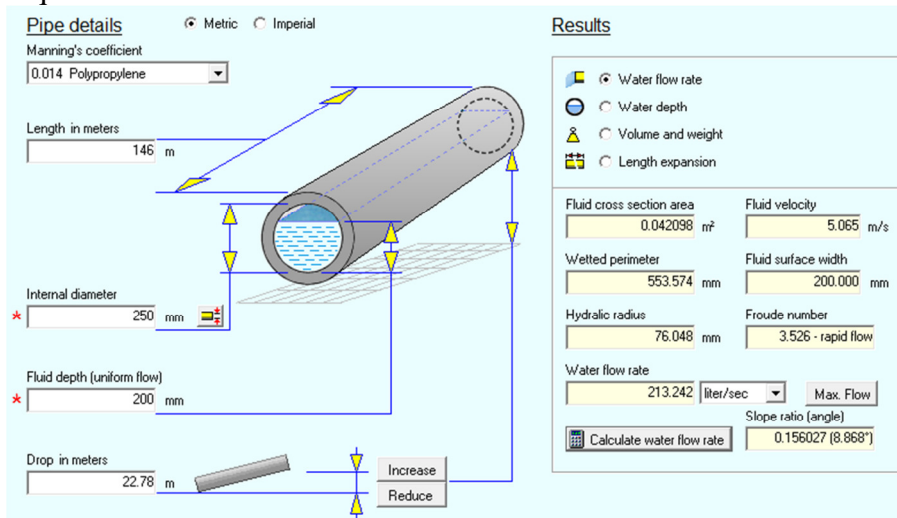 Pipe details
Metric
Imperial
Manning's coefficient
0.014 Polypropylene
Length in meters
146 m
Internal diameter
* 250 mm
Fluid depth (uniform flow)
* 200 mm
Drop in meters
22.78 m
Increase
Reduce
Results
Water flow rate
Water depth
Volume and weight
Length expansion
Fluid cross section area
0.042098 m²
Fluid velocity
5.065 m/s
Wetted perimeter
553.574 mm
Fluid surface width
200.000 mm
Hydralic radius
76.048 mm
Froude number
3.526 - rapid flow
Water flow rate
213.242 liter/sec
Max. Flow
Calculate water flow rate
Slope ratio (angle)
0.156027 (8.868°)